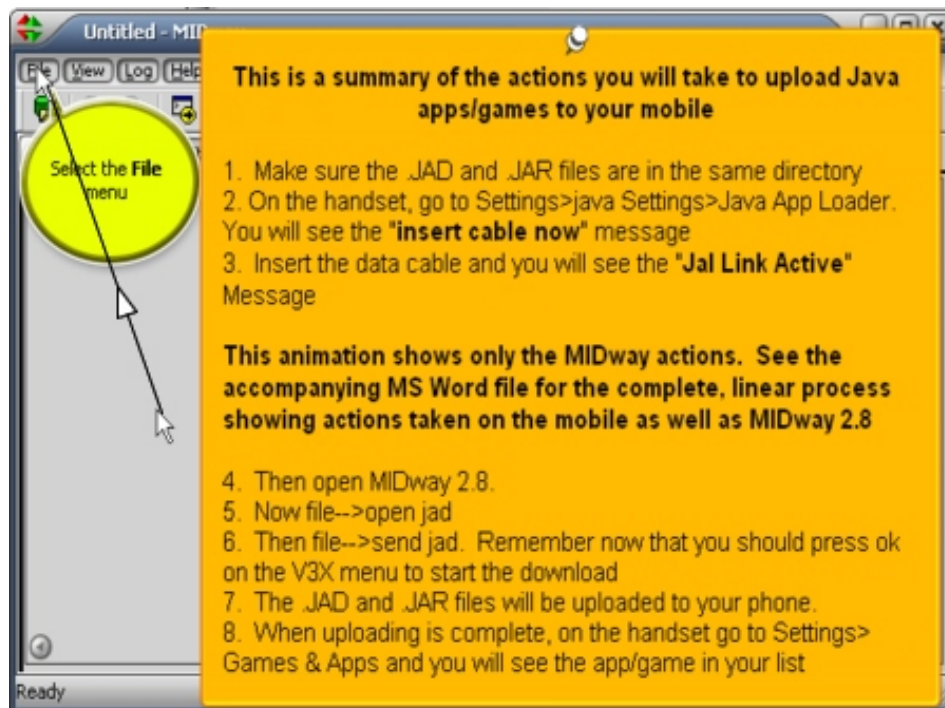 Untitled - MID
File View Log Help
Select the File
menu
This is a summary of the actions you will take to upload Java
apps/games to your mobile
1. Make sure the .JAD and .JAR files are in the same directory
2. On the handset, go to Settings>java Settings>Java App Loader.
You will see the "insert cable now" message
3. Insert the data cable and you will see the "Jal Link Active"
Message
This animation shows only the MIDway actions. See the
accompanying MS Word file for the complete, linear process
showing actions taken on the mobile as well as MIDway 2.8
4. Then open MIDway 2.8.
5. Now file-->open jad
6. Then file-->send jad. Remember now that you should press ok
on the V3X menu to start the download
7. The .JAD and .JAR files will be uploaded to your phone.
8. When uploading is complete, on the handset go to Settings>
Games & Apps and you will see the app/game in your list
Ready